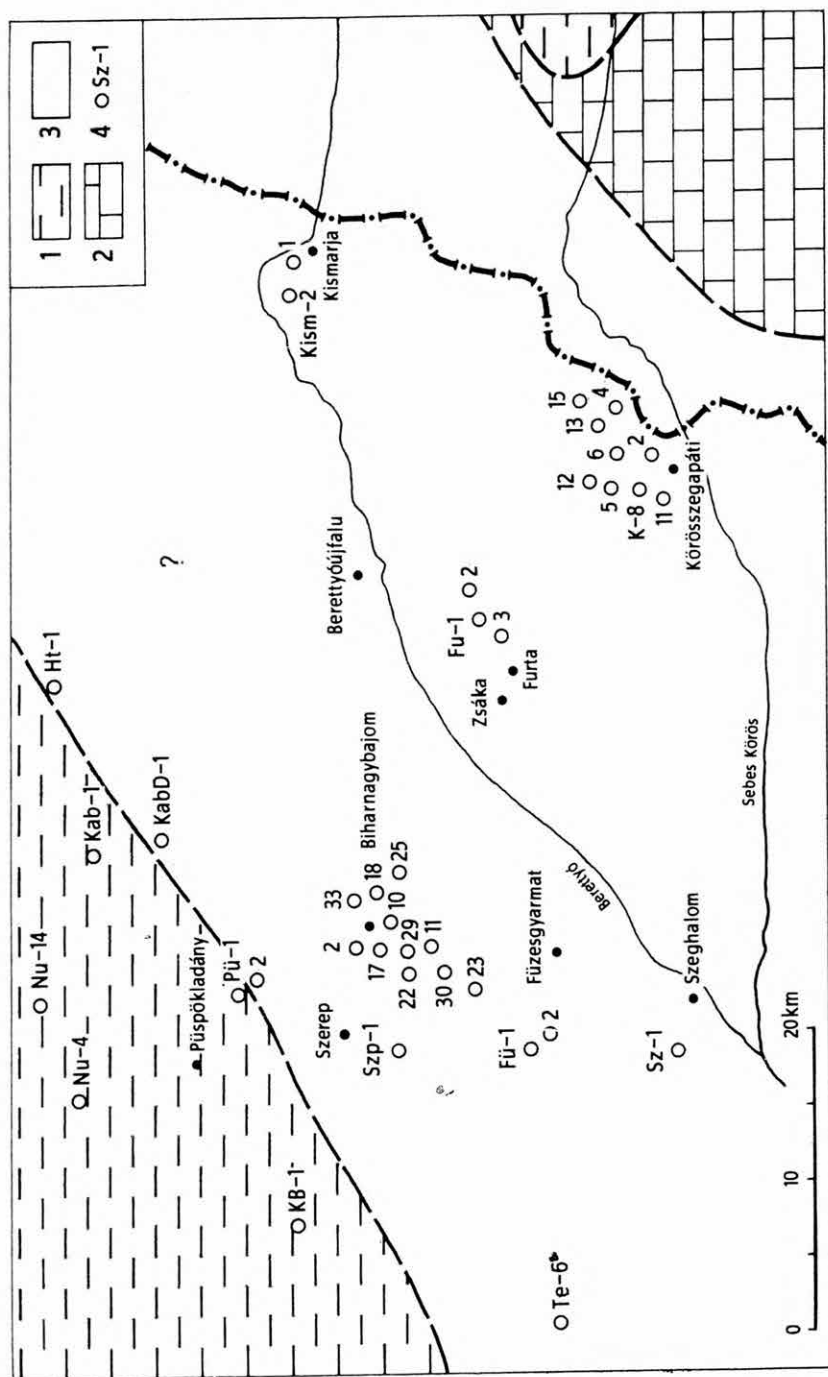 1
3
2
4
Sz-1
Ht-1
Nu-14
Kab-1
Nu-4
KabD-1
Püspökladány
Pü-1
2
KB-1
?
1
Kism-2
Kismarja
Berettyóújfalu
Biharnagybajom
33
18
25
2
10
17
29
22
11
30
23
Szerep
Szp-1
Fu-1
2
3
Zsáka
Furta
15
4
13
6
2
12
5
K-8
11
Körösszegapáti
Berettyó
Sebes Körös
Füzesgyarmat
Fü-1
2
Szeghalom
Sz-1
Te-6
0
10
20 km